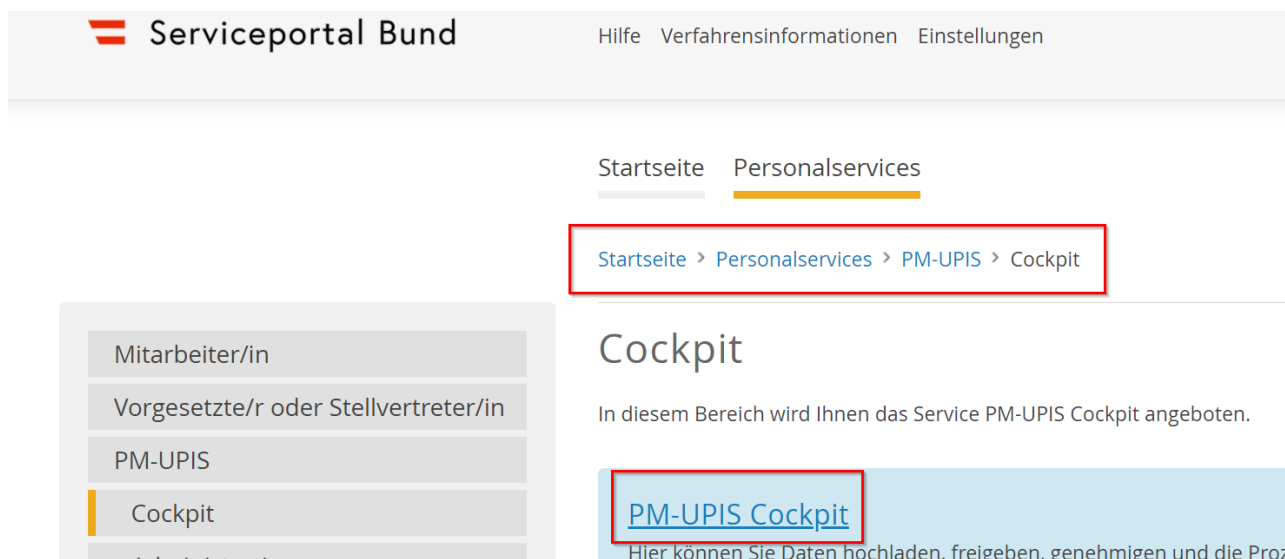 Serviceportal Bund
Hilfe Verfahrensinformationen Einstellungen
Startseite Personalservices
Startseite > Personalservices > PM-UPIS > Cockpit
Mitarbeiter/in
Vorgesetzte/r oder Stellvertreter/in
PM-UPIS
Cockpit
Cockpit
In diesem Bereich wird Ihnen das Service PM-UPIS Cockpit angeboten.
PM-UPIS Cockpit
Hier können Sie Daten hochladen, freigeben, genehmigen und die